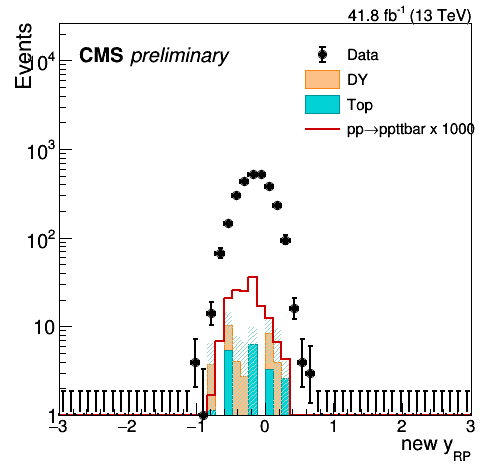 41.8 fb-1 (13 TeV)
Events
CMS preliminary
Data
DY
Top
pp→ppttbar x 1000
10^4
10^3
10^2
10
1
−3 −2 −1 0 1 2 3
new y_RP